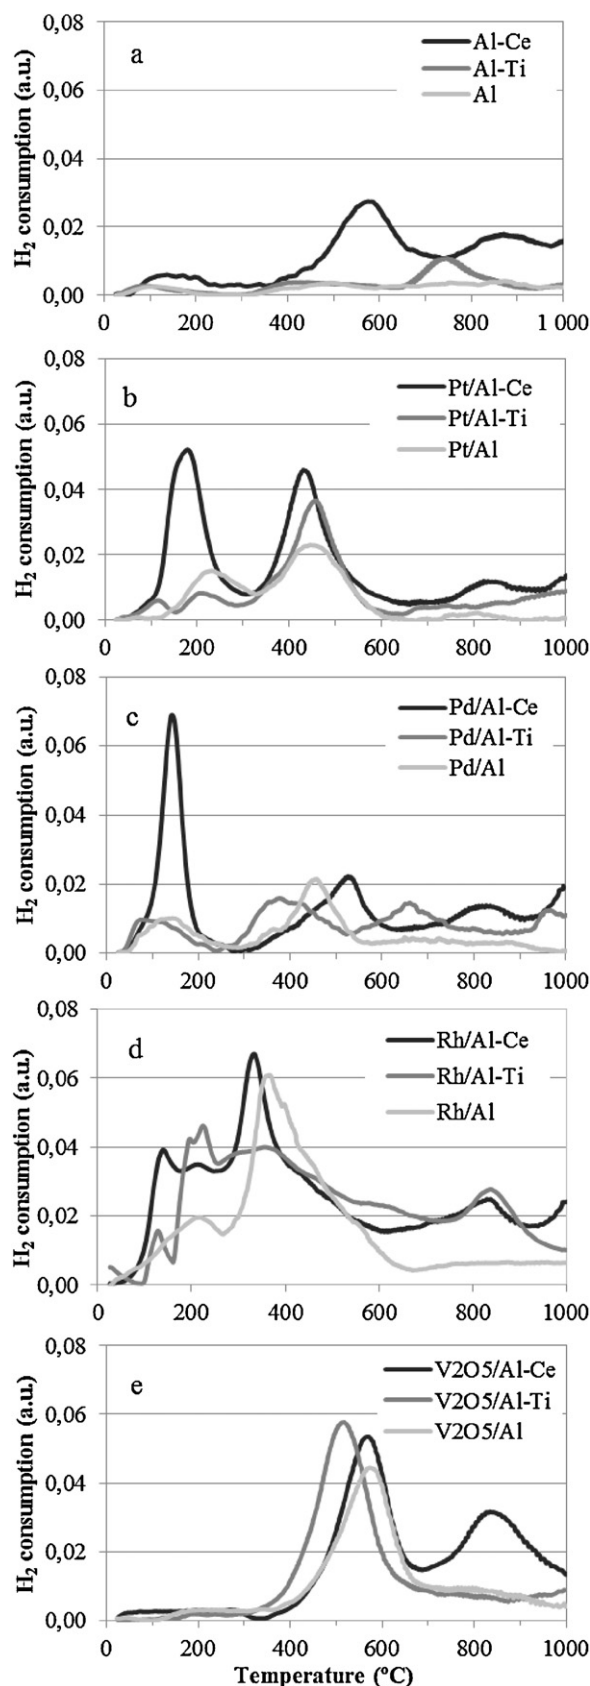 0,08
a
Al-Ce
Al-Ti
Al
0,06
0,04
0,02
0,00
H2 consumption (a.u.)
0 200 400 600 800 1 000
0,08
b
Pt/Al-Ce
Pt/Al-Ti
Pt/Al
0,06
0,04
0,02
0,00
H2 consumption (a.u.)
0 200 400 600 800 1000
0,08
c
Pd/Al-Ce
Pd/Al-Ti
Pd/Al
0,06
0,04
0,02
0,00
H2 consumption (a.u.)
0 200 400 600 800 1000
0,08
d
Rh/Al-Ce
Rh/Al-Ti
Rh/Al
0,06
0,04
0,02
0,00
H2 consumption (a.u.)
0 200 400 600 800 1000
0,08
e
V2O5/Al-Ce
V2O5/Al-Ti
V2O5/Al
0,06
0,04
0,02
0,00
H2 consumption (a.u.)
0 200 400 600 800 1000
Temperature (°C)